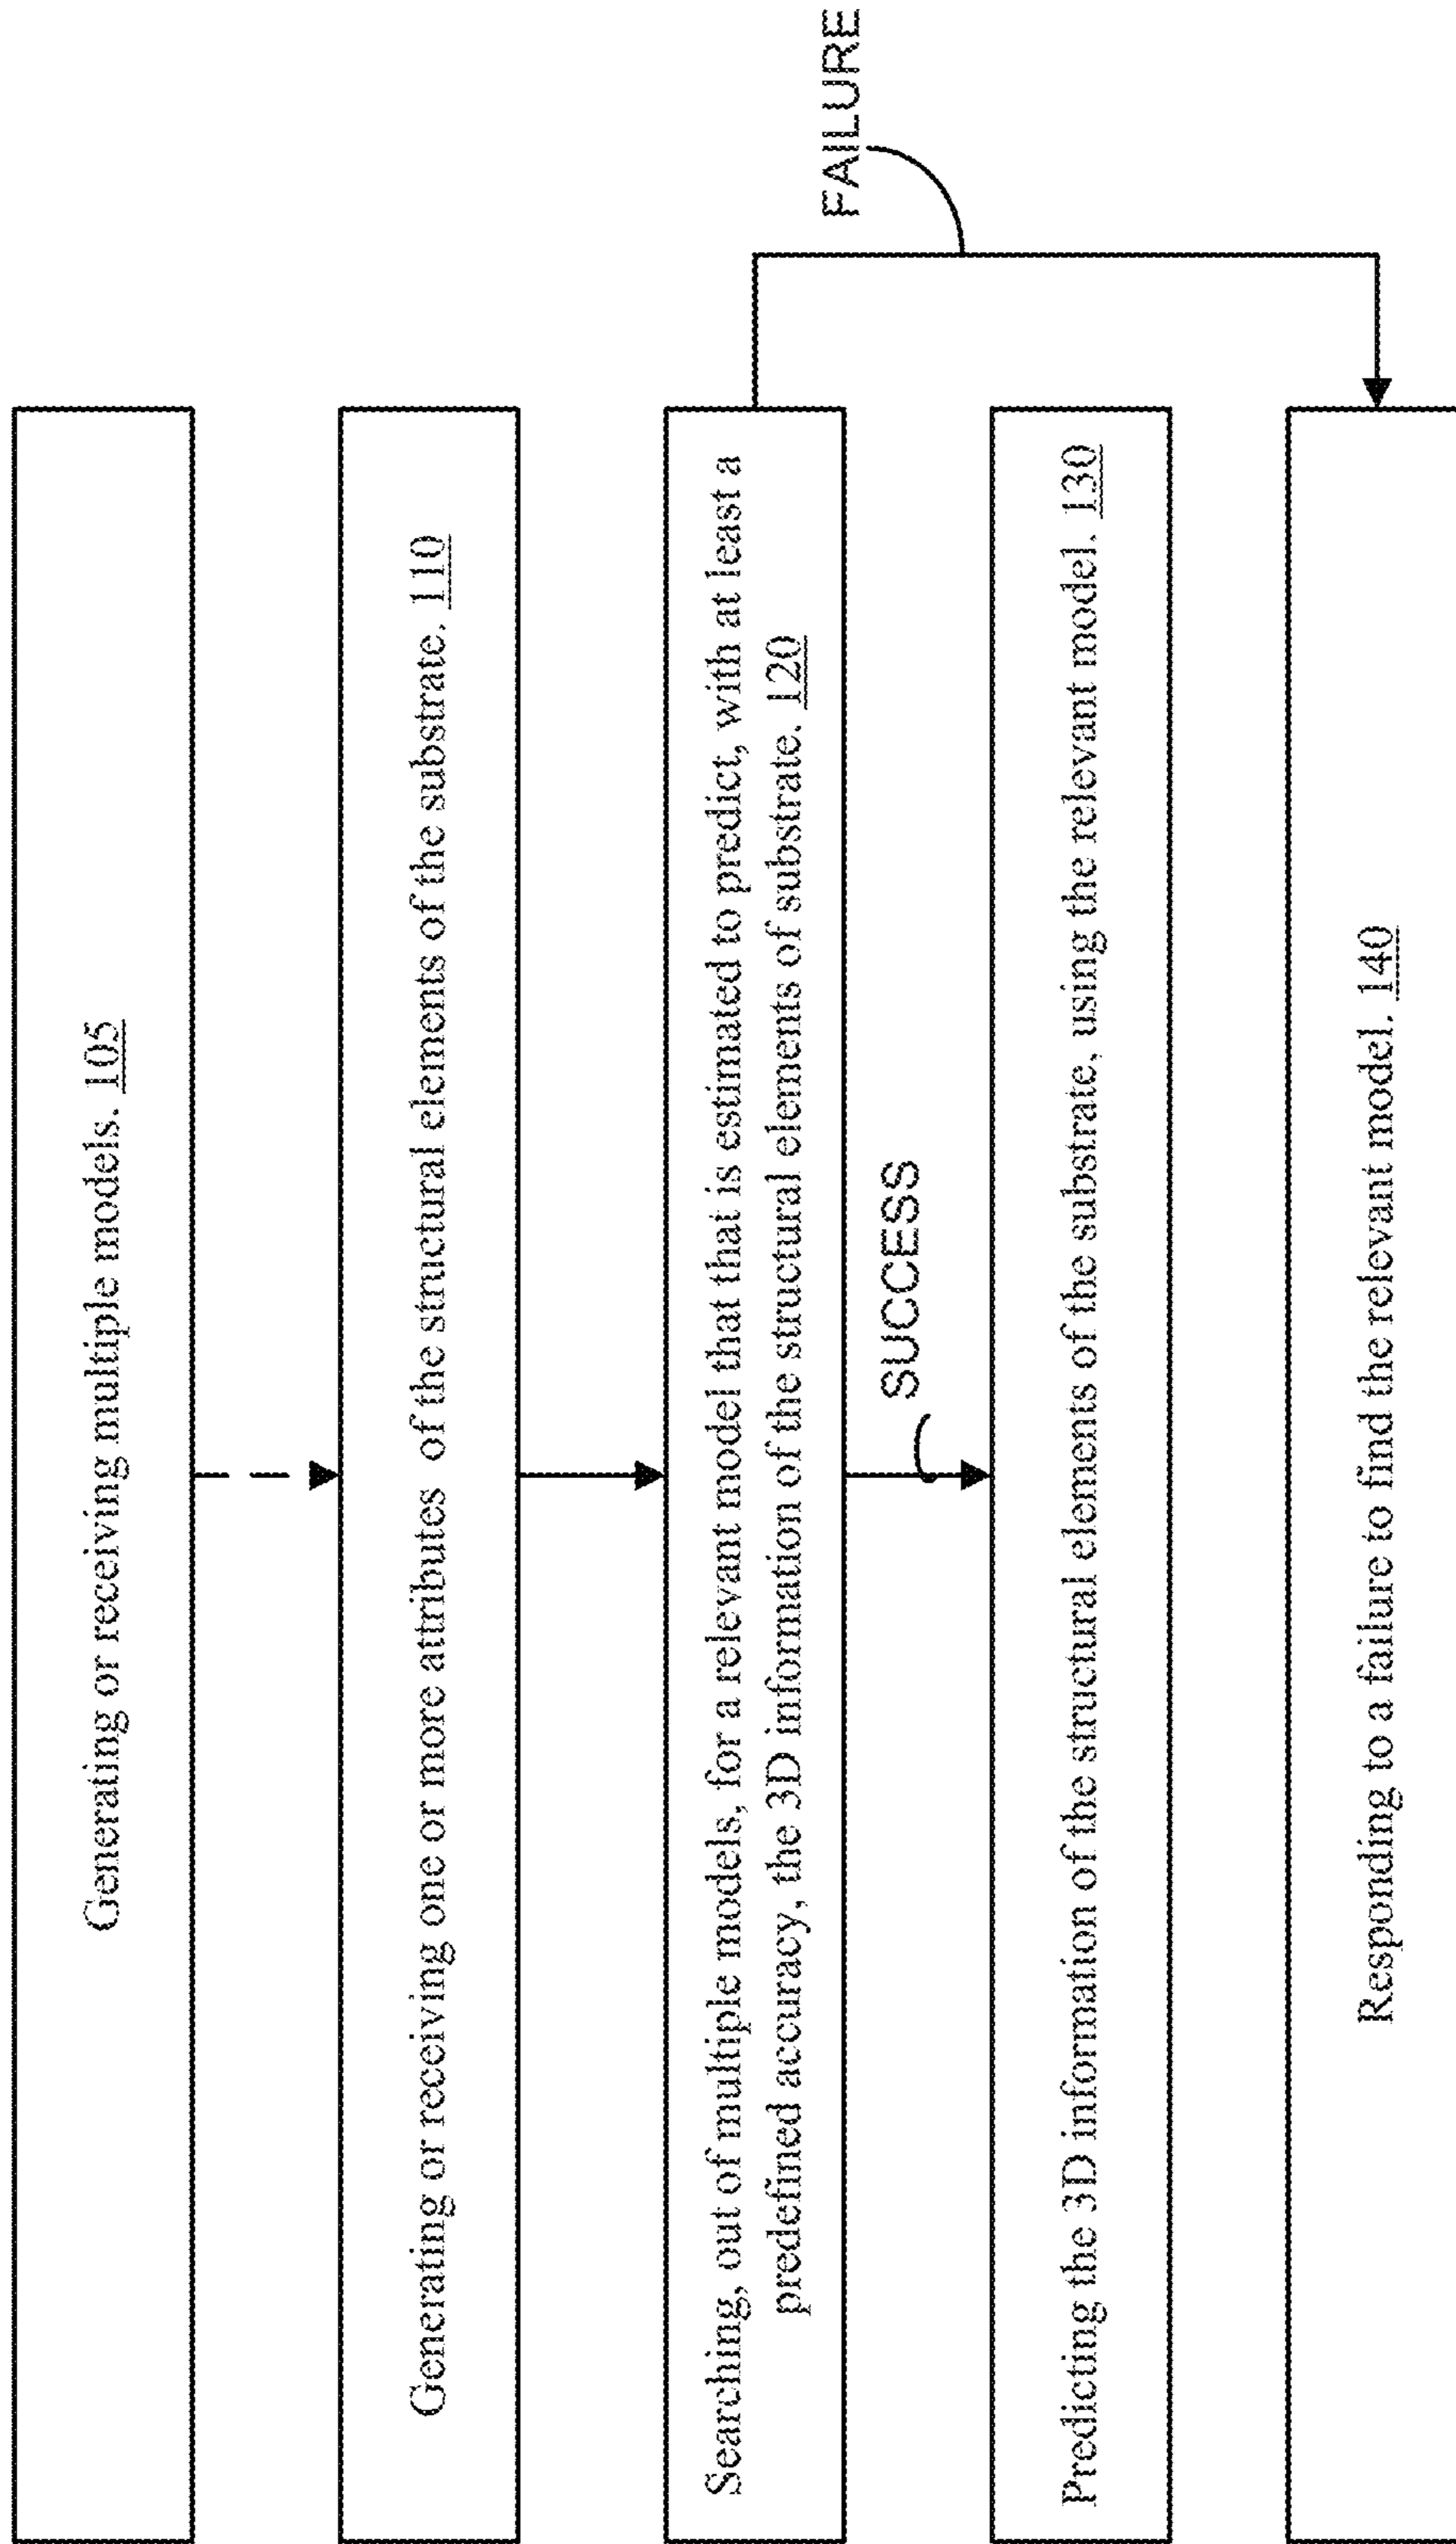 Generating or receiving multiple models. 105
Generating or receiving one or more attributes of the structural elements of the substrate. 110
Searching, out of multiple models, for a relevant model that that is estimated to predict, with at least a
predefined accuracy, the 3D information of the structural elements of substrate. 120
SUCCESS
FAILURE
Predicting the 3D information of the structural elements of the substrate, using the relevant model. 130
Responding to a failure to find the relevant model. 140